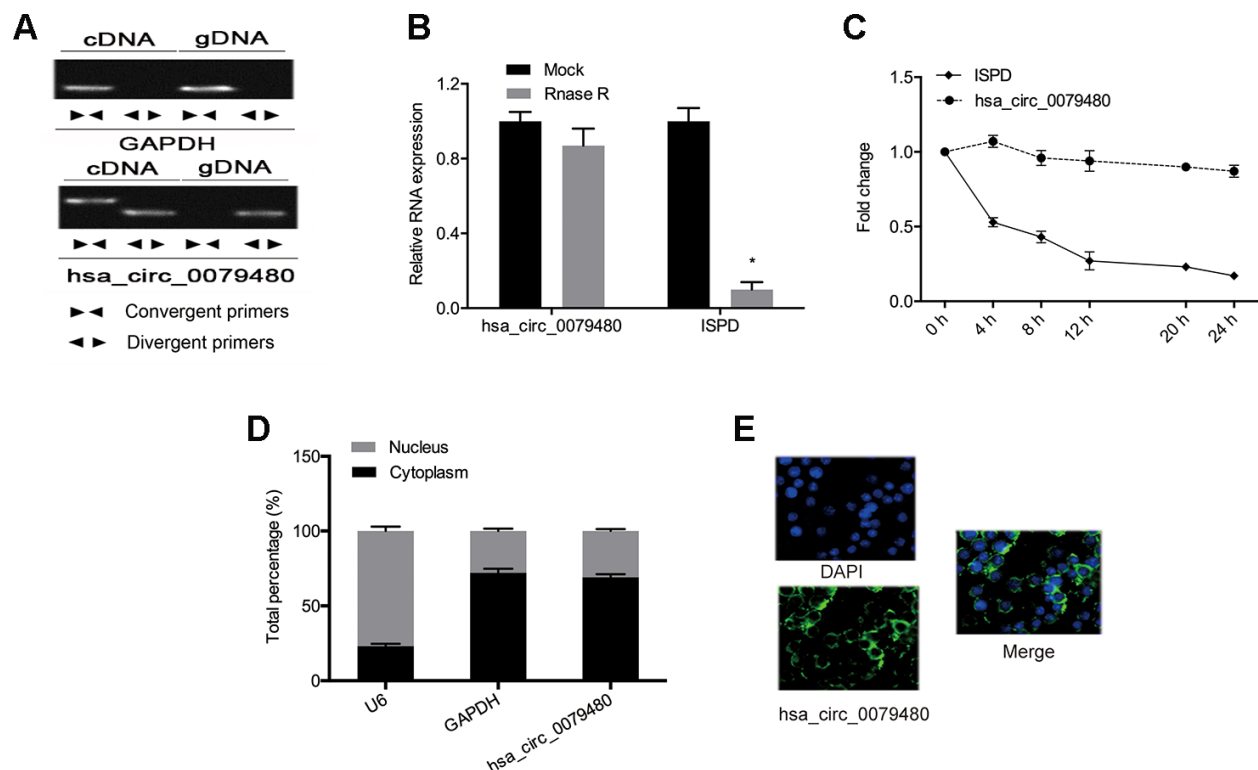 A
cDNA gDNA
GAPDH
cDNA gDNA
hsa_circ_0079480
Convergent primers
Divergent primers
B
Mock
Rnase R
Relative RNA expression
1.2
0.8
0.4
0.0
*
hsa_circ_0079480 ISPD
C
ISPD
hsa_circ_0079480
Fold change
1.5
1.0
0.5
0.0
0 h 4 h 8 h 12 h 20 h 24 h
D
Nucleus
Cytoplasm
Total percentage (%)
150
100
50
0
U6 GAPDH hsa_circ_0079480
E
DAPI
hsa_circ_0079480
Merge